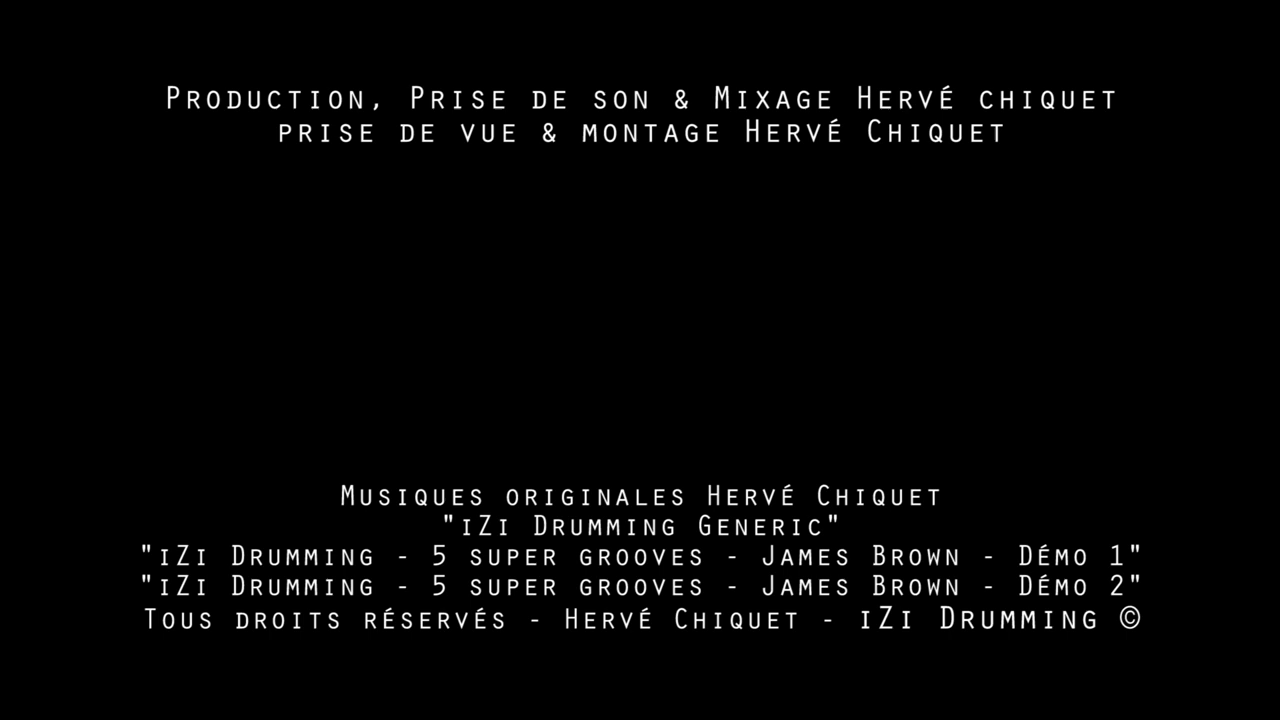 Production, Prise de son & Mixage Hervé chiquet
prise de vue & montage Hervé Chiquet
Musiques originales Hervé Chiquet
"iZi Drumming Generic"
"iZi Drumming - 5 super grooves - James Brown - Démo 1"
"iZi Drumming - 5 super grooves - James Brown - Démo 2"
Tous droits réservés - Hervé Chiquet - iZi Drumming ©